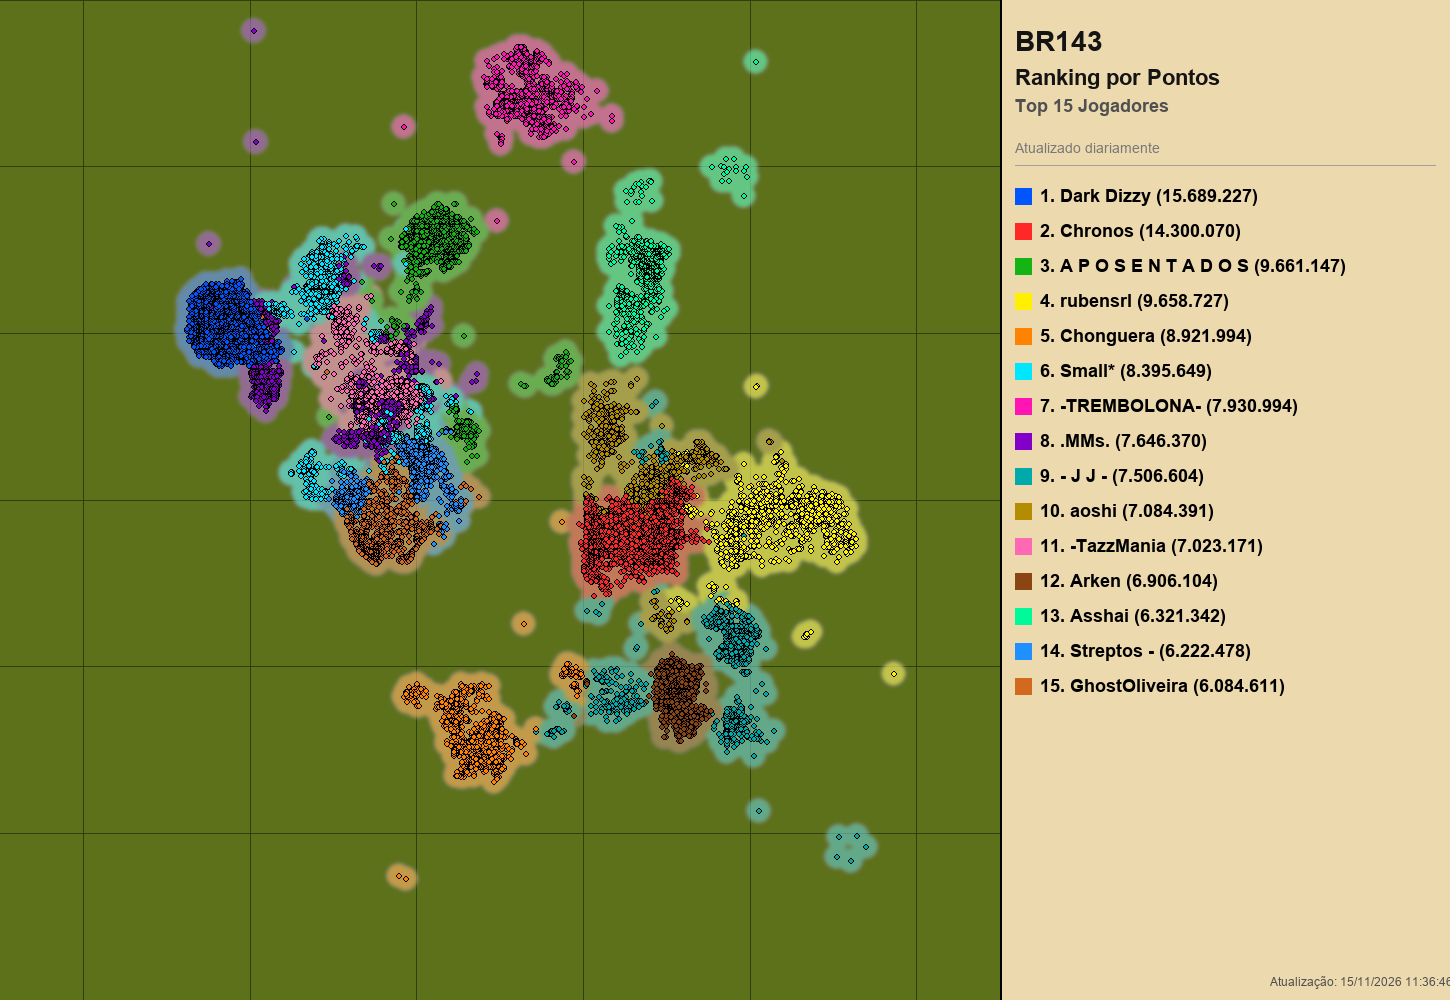 BR143
Ranking por Pontos
Top 15 Jogadores
Atualizado diariamente
1. Dark Dizzy (15.689.227)
2. Chronos (14.300.070)
3. A P O S E N T A D O S (9.661.147)
4. rubensrl (9.658.727)
5. Chonguera (8.921.994)
6. Small* (8.395.649)
7. -TREMBOLONA- (7.930.994)
8. .MMs. (7.646.370)
9. - J J - (7.506.604)
10. aoshi (7.084.391)
11. -TazzMania (7.023.171)
12. Arken (6.906.104)
13. Asshai (6.321.342)
14. Streptos - (6.222.478)
15. GhostOliveira (6.084.611)
Atualização: 15/11/2026 11:36:46